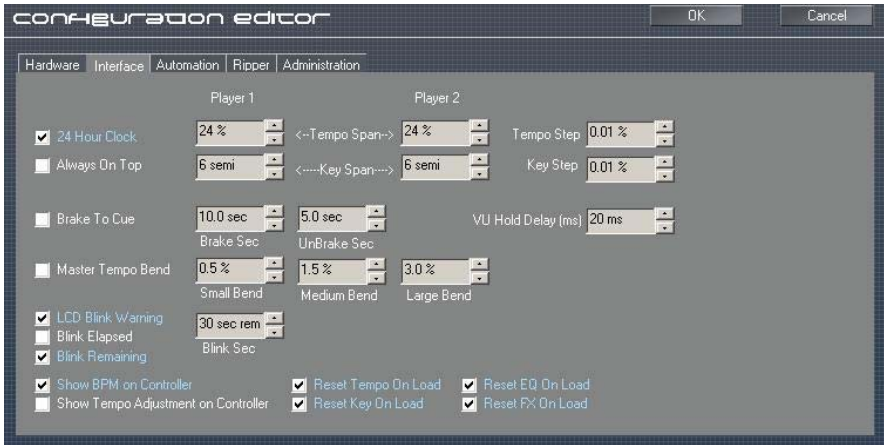 configuration editor
OK Cancel
Hardware Interface Automation Ripper Administration
Player 1 Player 2
24 Hour Clock 24 % <--Tempo Span--> 24 % Tempo Step 0.01 %
Always On Top 6 semi <-----Key Span----> 6 semi Key Step 0.01 %
Brake To Cue 10.0 sec 5.0 sec VU Hold Delay (ms) 20 ms
Brake Sec UnBrake Sec
Master Tempo Bend 0.5 % 1.5 % 3.0 %
Small Bend Medium Bend Large Bend
LCD Blink Warning 30 sec rem
Blink Elapsed
Blink Sec
Blink Remaining
Show BPM on Controller Reset Tempo On Load Reset EQ On Load
Show Tempo Adjustment on Controller Reset Key On Load Reset FX On Load